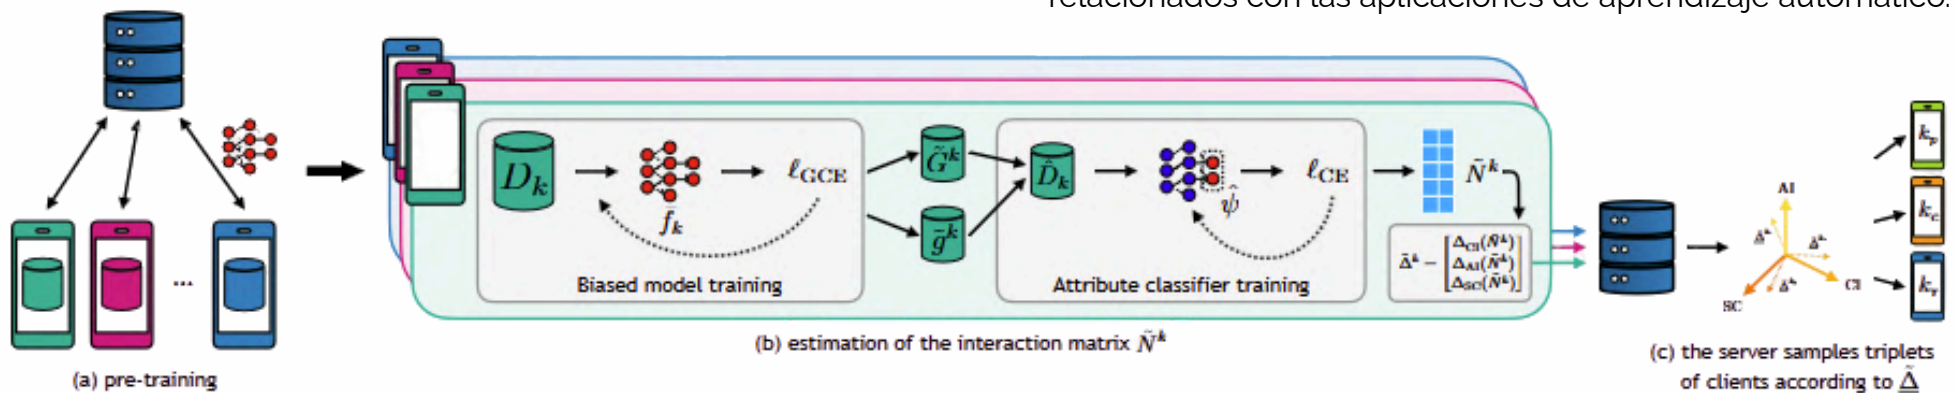 relacionados con las aplicaciones de aprendizaje automático.
D_k
f̄_k
ℓ_GCE
Biased model training
G̃^k
g̃^k
D̂_k
ψ̂
ℓ_CE
Attribute classifier training
Ñ^k
Δ̃^k = [Δ_CI(Ñ^k)
Δ_AI(Ñ^k)
Δ_SC(Ñ^k)]
...
AI
SC
CI
Δ̃^k
Δ̃^k
Δ̃^k
k_p
k_c
k_r
(a) pre-training
(b) estimation of the interaction matrix Ñ^k
(c) the server samples triplets
of clients according to Δ̃